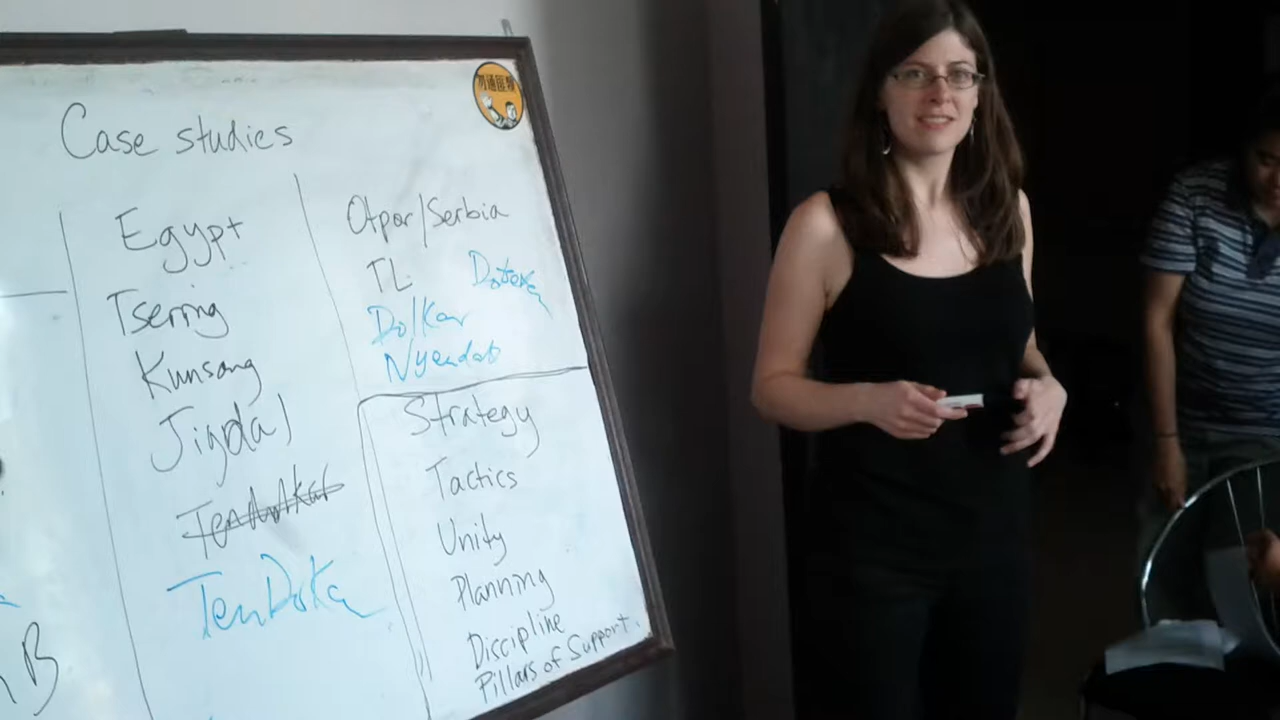 Case studies
Egypt
Tsering
Kunsang
Jigdal
TenDolkar
TenDoKa
Otpor/Serbia
TL
Dolkar
Nyendak
Strategy
Tactics
Unity
Planning
Discipline
Pillars of Support.
B